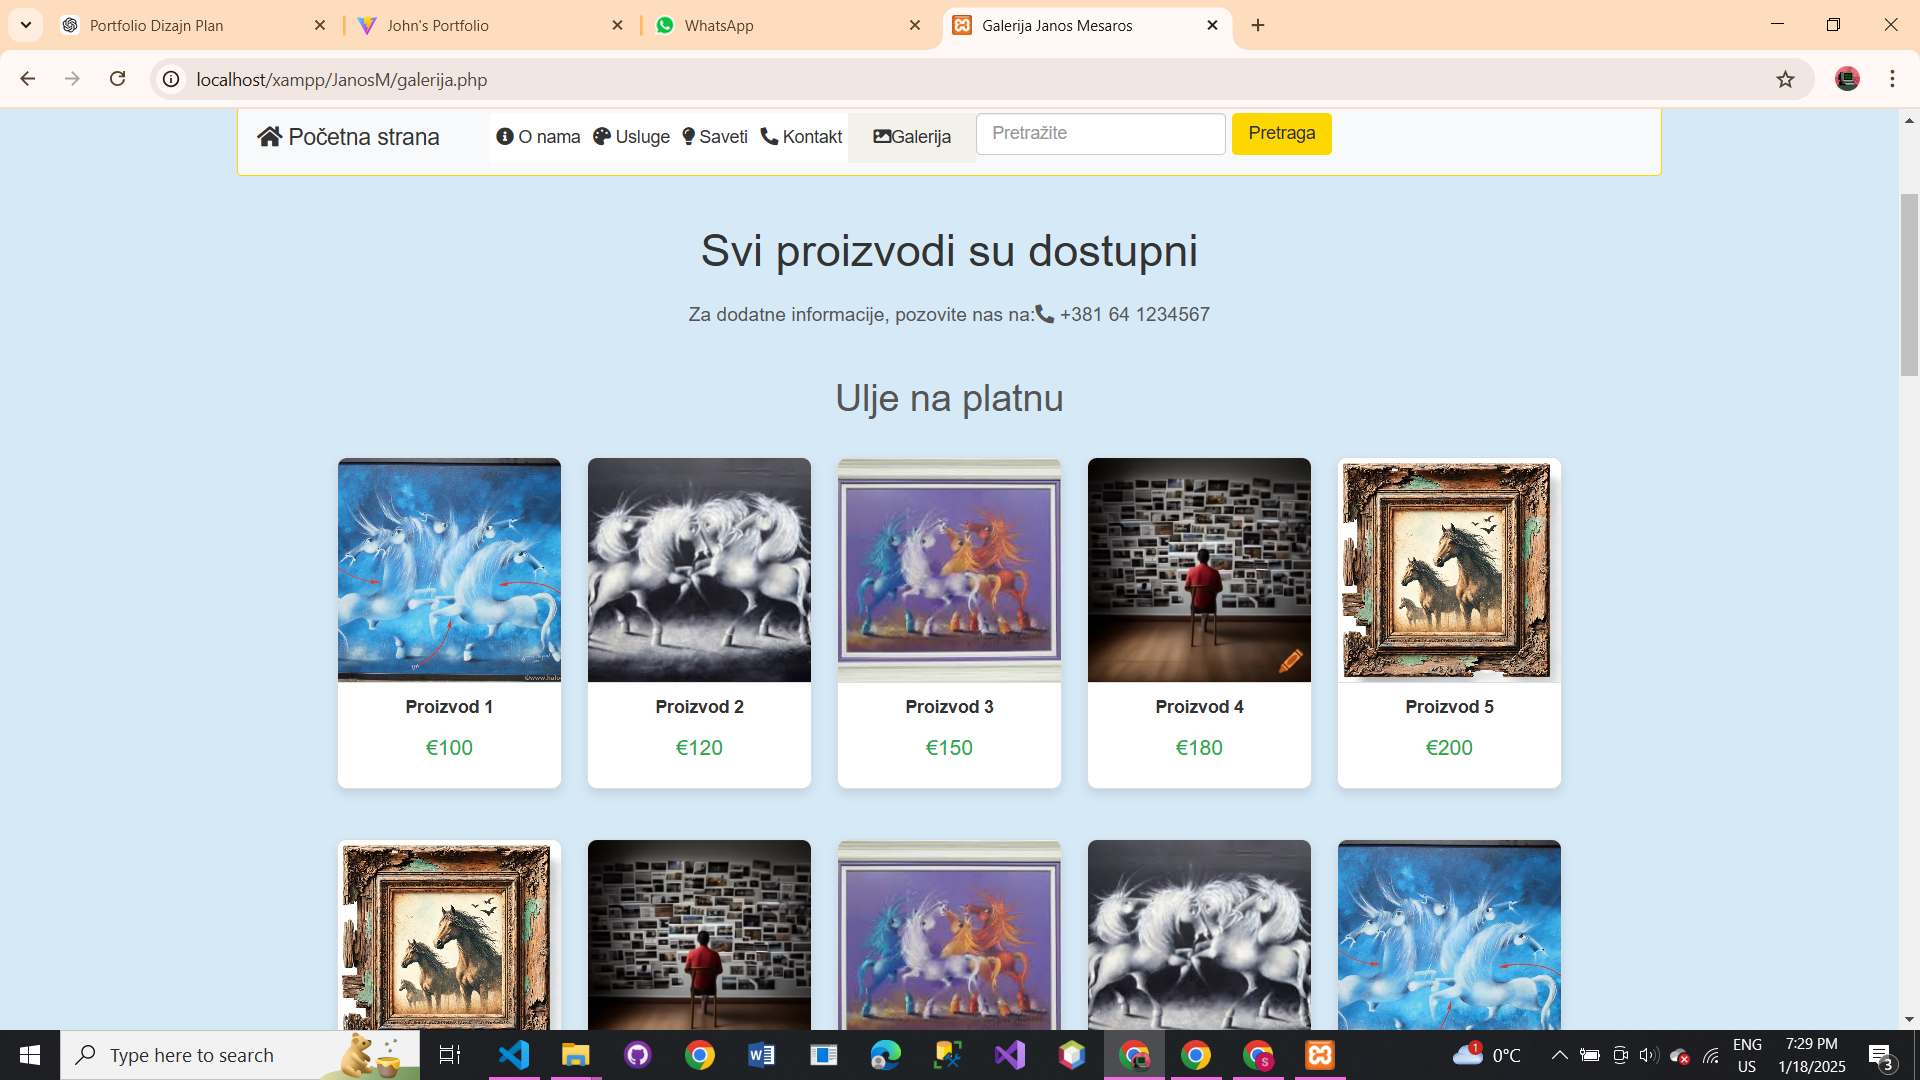 Portfolio Dizajn Plan
John's Portfolio
WhatsApp
Galerija Janos Mesaros
localhost/xampp/JanosM/galerija.php
Početna strana
O nama
Usluge
Saveti
Kontakt
Galerija
Pretražite
Pretraga
Svi proizvodi su dostupni
Za dodatne informacije, pozovite nas na: +381 64 1234567
Ulje na platnu
Proizvod 1
€100
Proizvod 2
€120
Proizvod 3
€150
Proizvod 4
€180
Proizvod 5
€200
Type here to search
1
0°C
ENG
US
7:29 PM
1/18/2025
3